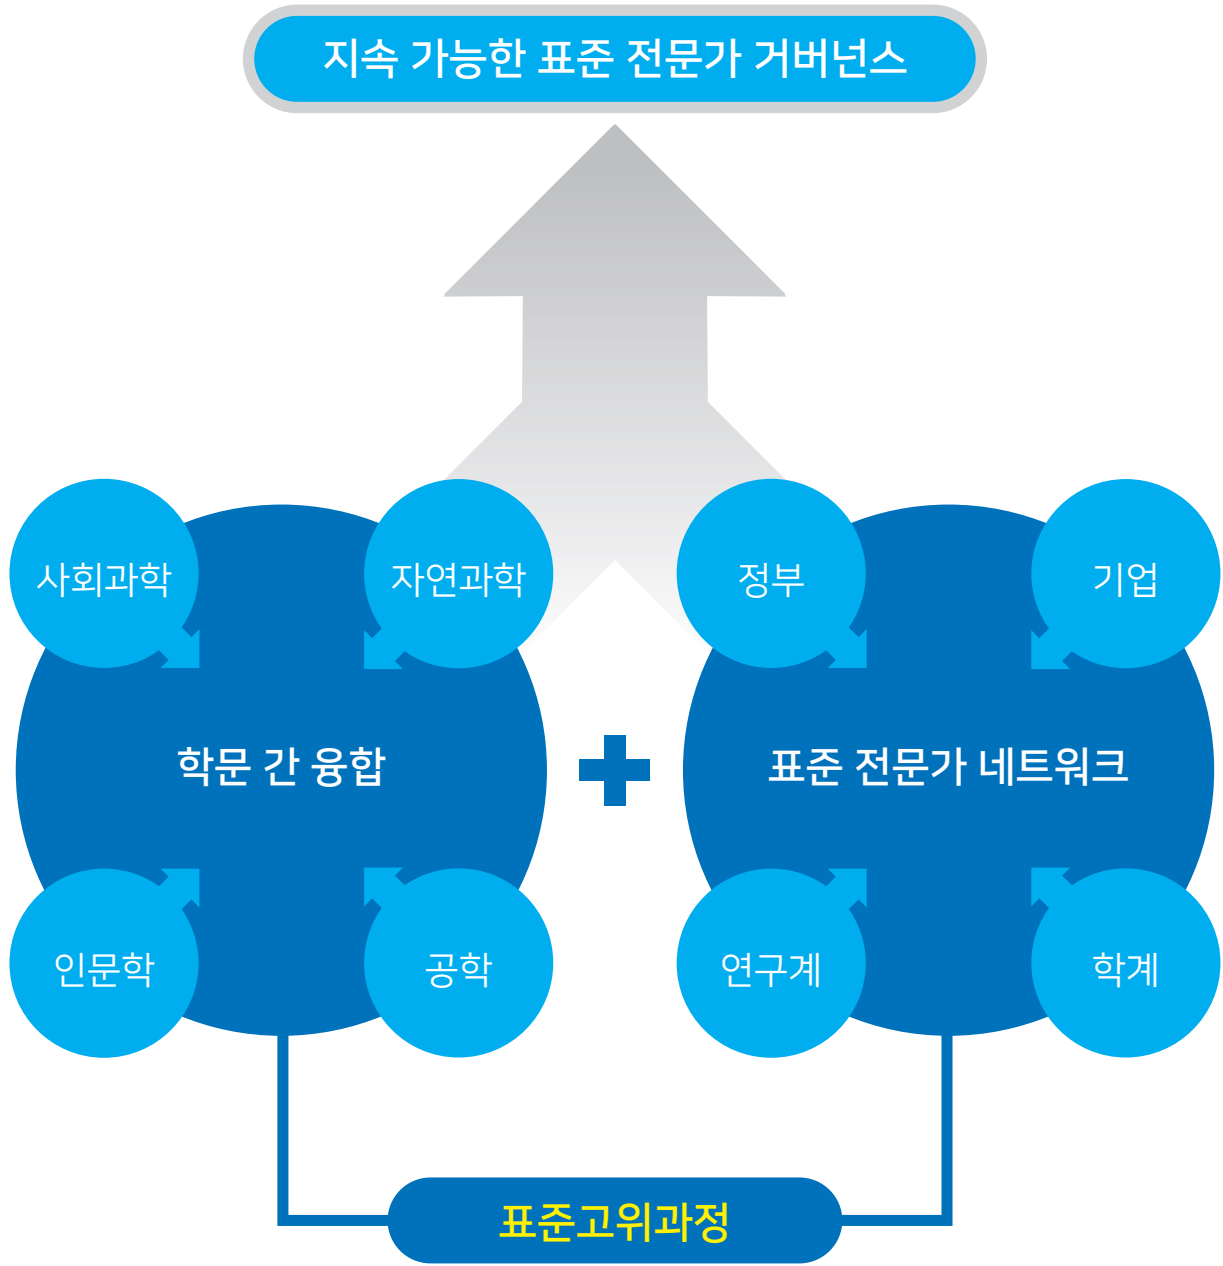 지속 가능한 표준 전문가 거버넌스
사회과학
자연과학
정부
기업
학문 간 융합
표준 전문가 네트워크
인문학
공학
연구계
학계
표준고위과정